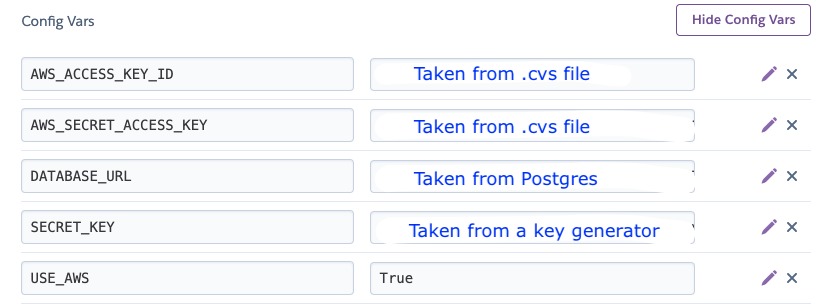 Config Vars
Hide Config Vars
AWS_ACCESS_KEY_ID
Taken from .cvs file
AWS_SECRET_ACCESS_KEY
Taken from .cvs file
DATABASE_URL
Taken from Postgres
SECRET_KEY
Taken from a key generator
USE_AWS
True